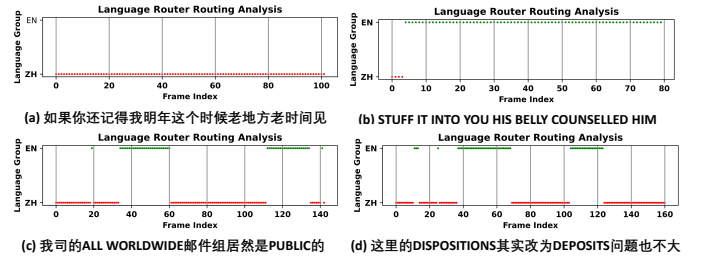 Language Router Routing Analysis
Language Group
EN
ZH
0 20 40 60 80 100
Frame Index
(a) 如果你还记得我明年这个时候老地方老时间见
Language Router Routing Analysis
Language Group
EN
ZH
0 10 20 30 40 50 60 70 80
Frame Index
(b) STUFF IT INTO YOU HIS BELLY COUNSELLED HIM
Language Router Routing Analysis
Language Group
EN
ZH
0 20 40 60 80 100 120 140
Frame Index
(c) 我司的ALL WORLDWIDE邮件组居然是PUBLIC的
Language Router Routing Analysis
Language Group
EN
ZH
0 20 40 60 80 100 120 140 160
Frame Index
(d) 这里的DISPOSITIONS其实改为DEPOSITS问题也不大